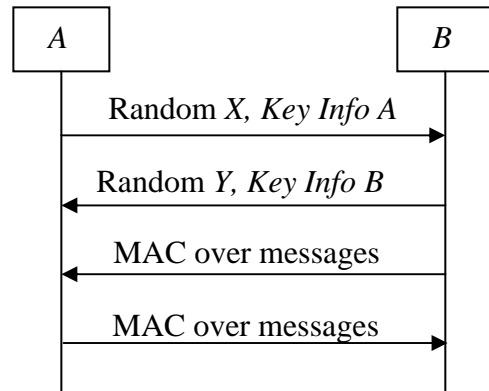 A
B
Random X, Key Info A
Random Y, Key Info B
MAC over messages
MAC over messages